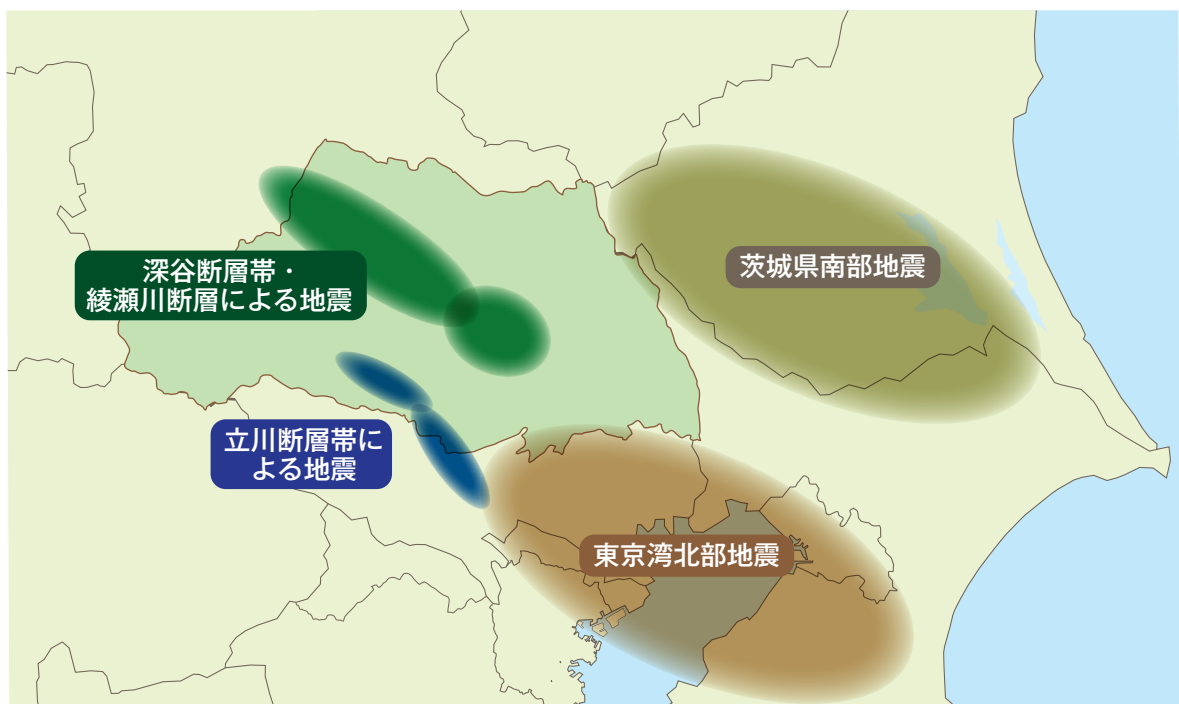 深谷断層帯・
綾瀬川断層による地震
茨城県南部地震
立川断層帯に
よる地震
東京湾北部地震